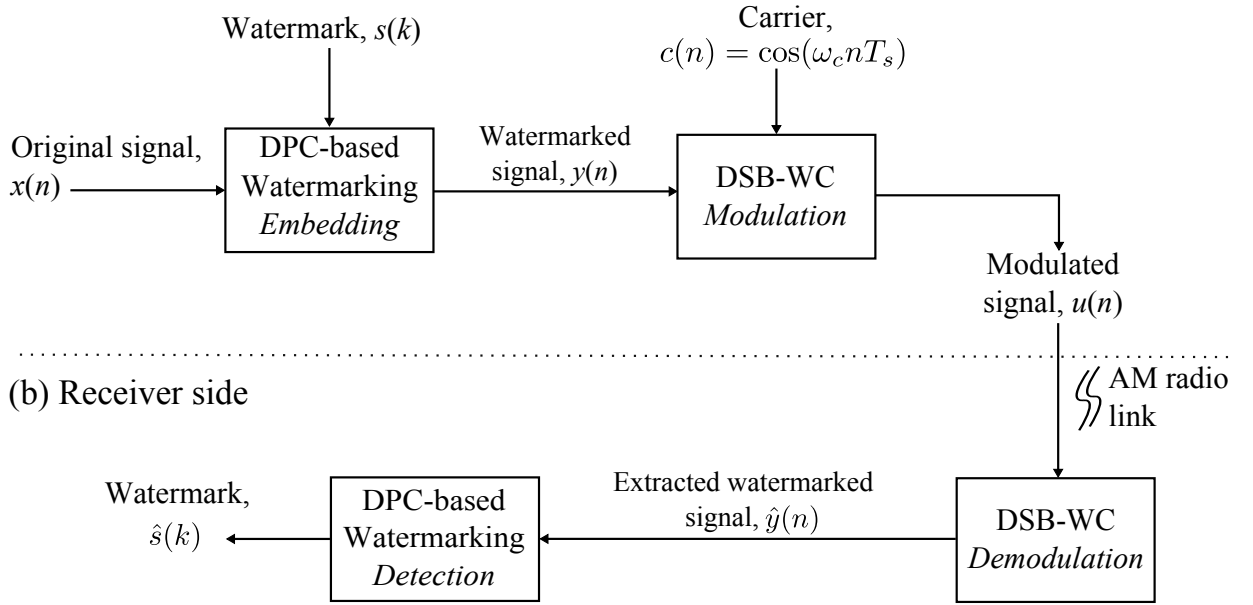 Watermark, s(k)
Carrier,
c(n) = cos(ω_c nT_s)
Original signal,
x(n)
DPC-based
Watermarking
Embedding
Watermarked
signal, y(n)
DSB-WC
Modulation
Modulated
signal, u(n)
(b) Receiver side
AM radio
link
Watermark,
ŝ(k)
DPC-based
Watermarking
Detection
Extracted watermarked
signal, ŷ(n)
DSB-WC
Demodulation